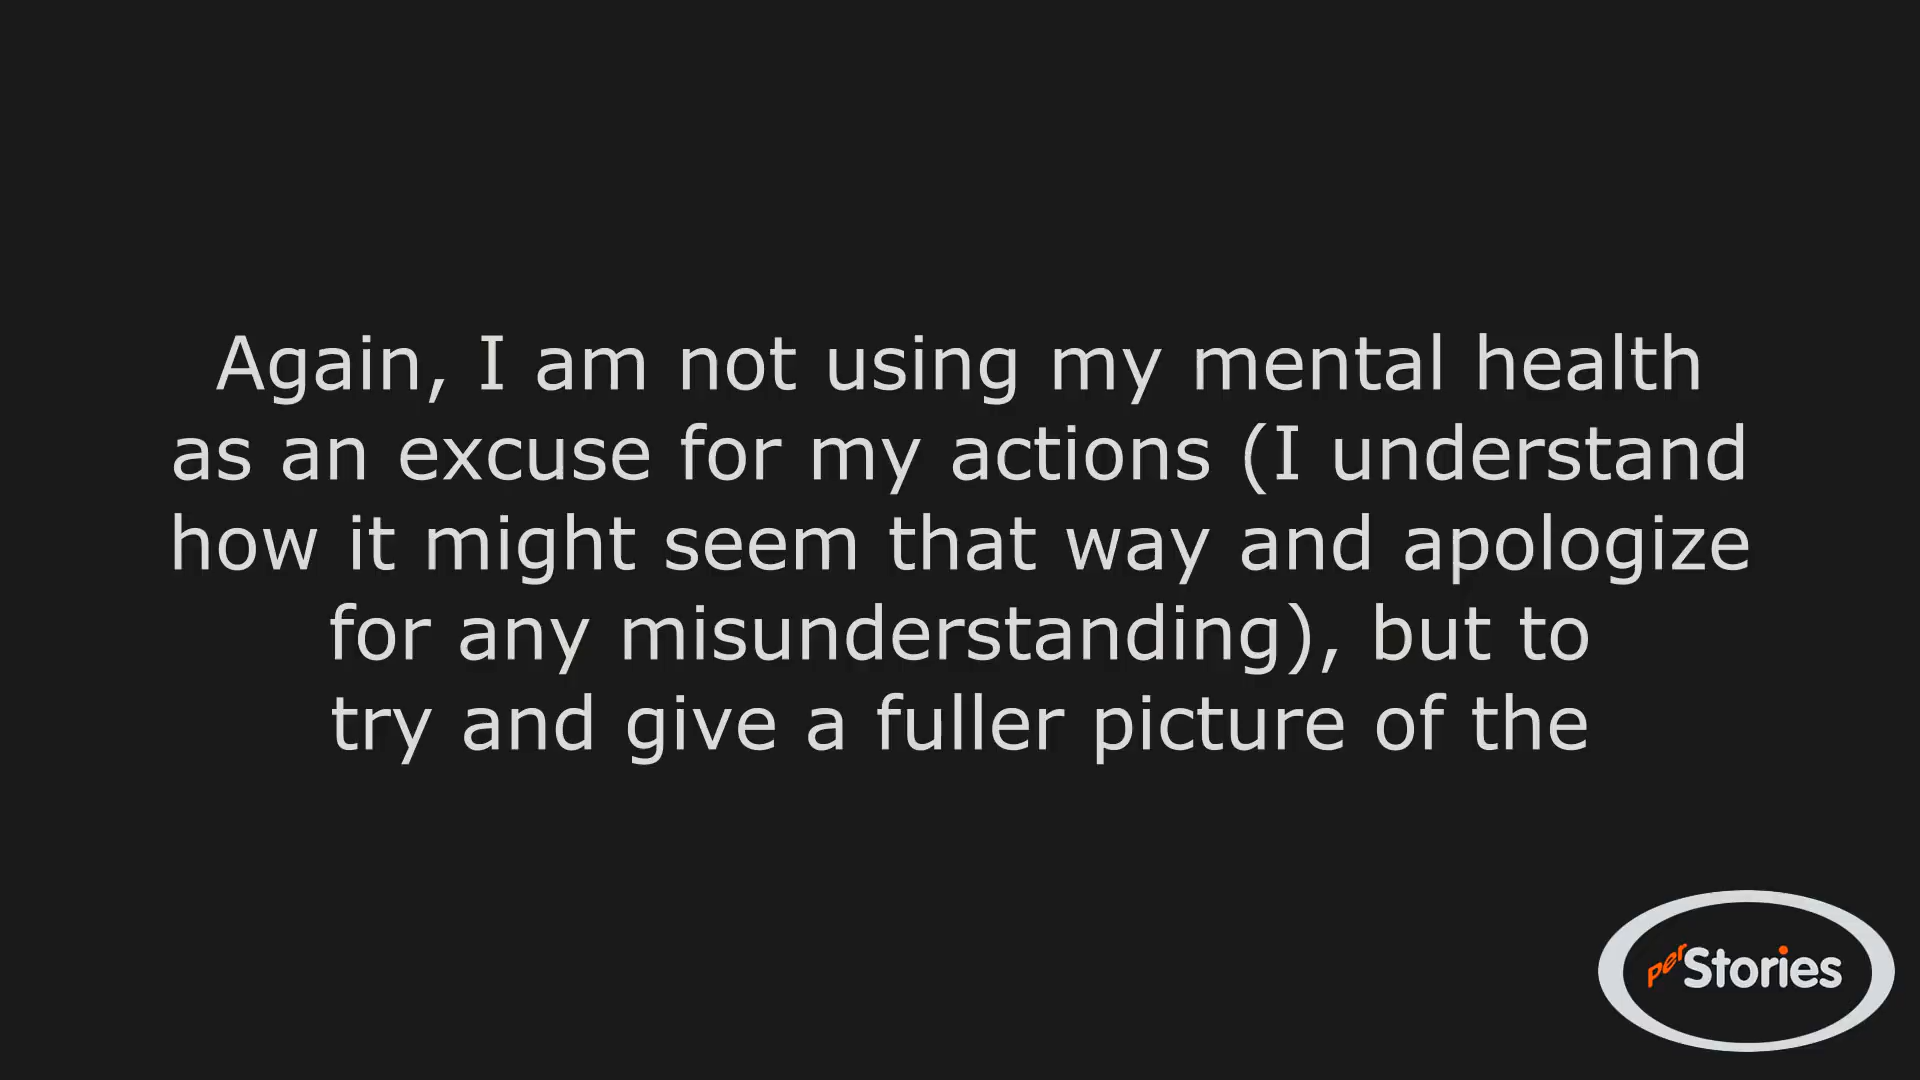 Again, I am not using my mental health
as an excuse for my actions (I understand
how it might seem that way and apologize
for any misunderstanding), but to
try and give a fuller picture of the
perStories